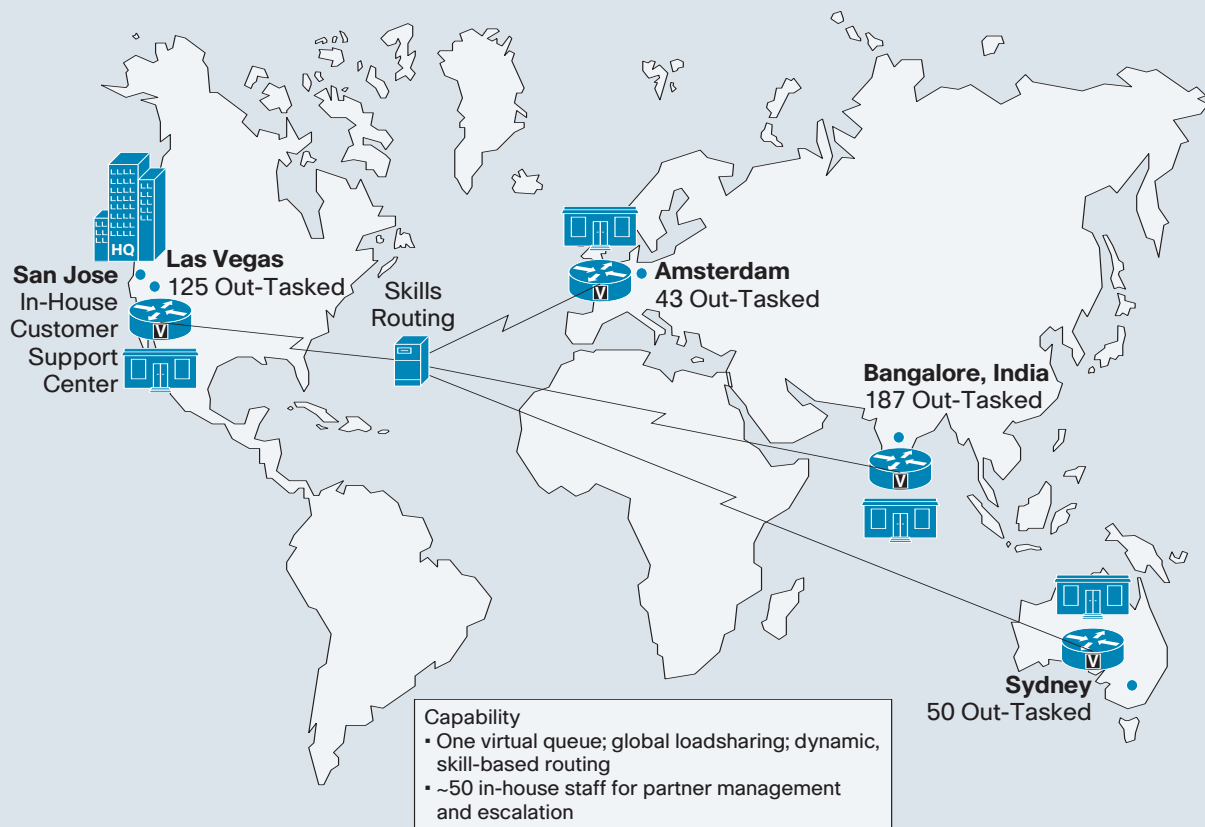 HQ
San Jose
In-House
Customer
Support
Center
Las Vegas
125 Out-Tasked
V
Skills
Routing
Amsterdam
43 Out-Tasked
V
Bangalore, India
187 Out-Tasked
V
V
Sydney
50 Out-Tasked
Capability
▪ One virtual queue; global loadsharing; dynamic,
skill-based routing
▪ ~50 in-house staff for partner management
and escalation